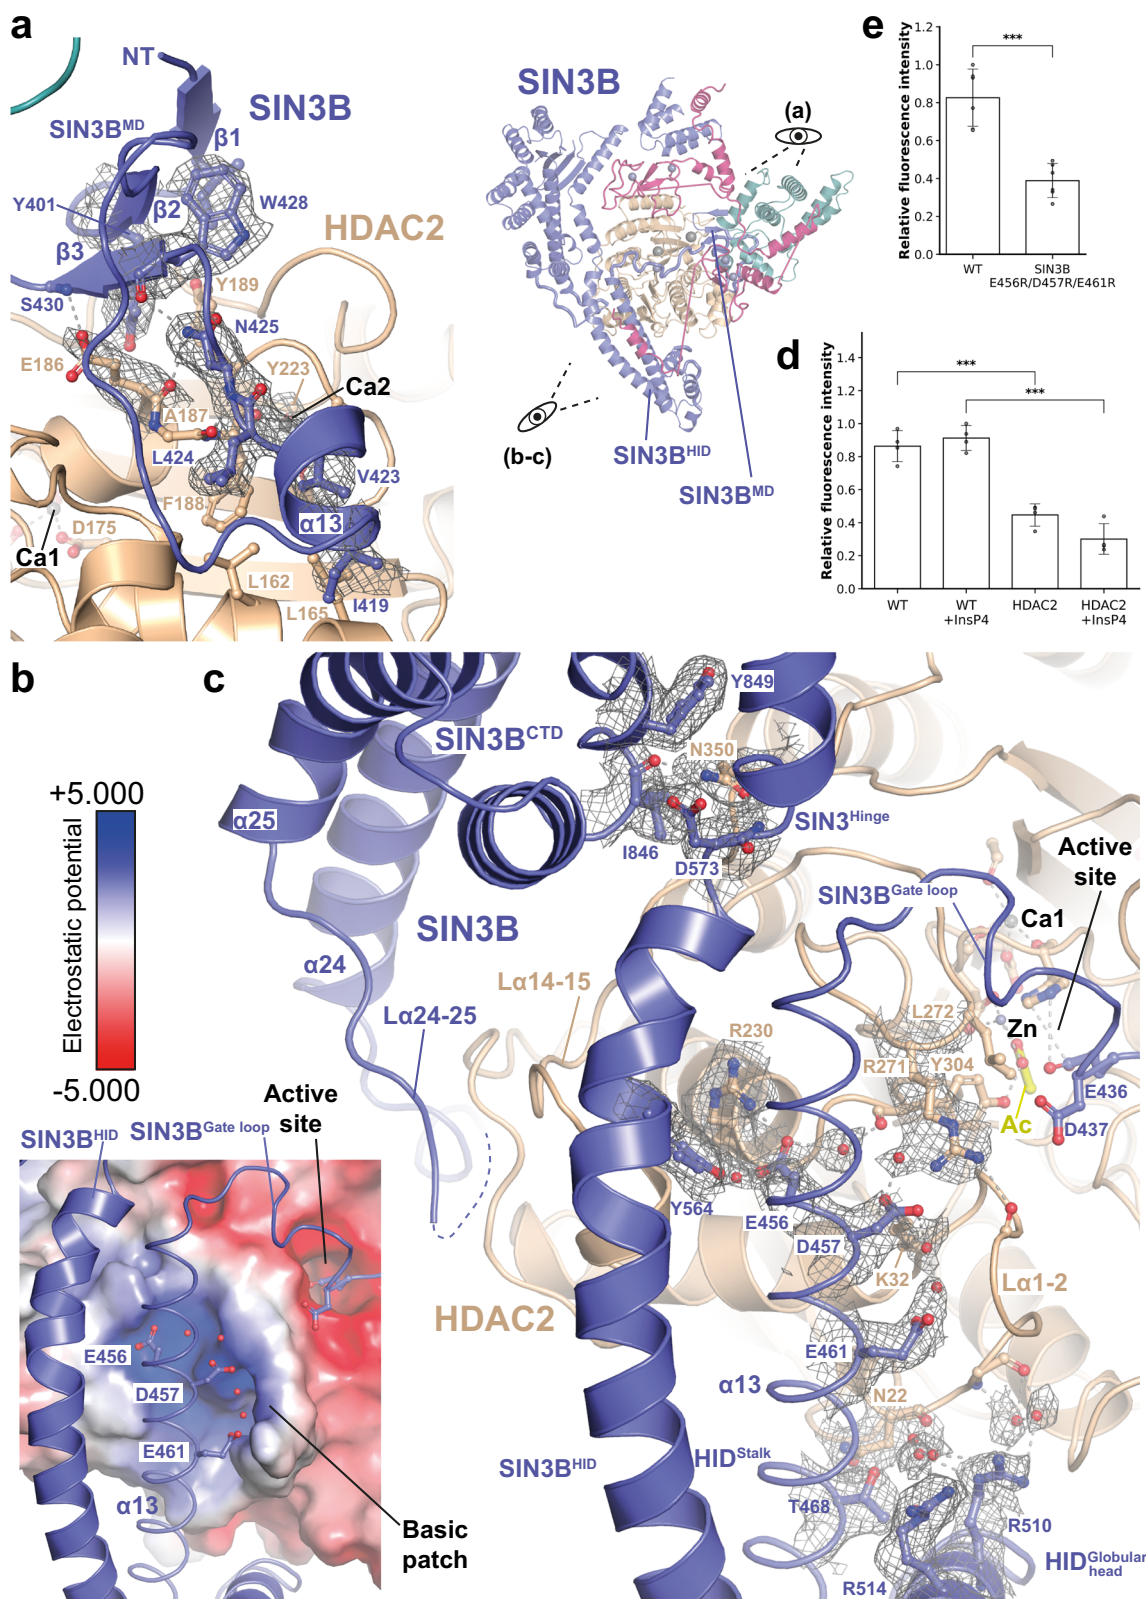 a
NT
SIN3B
SIN3B^MD
β1
Y401
β2
W428
β3
HDAC2
S430
Y189
N425
E186
Y223
Ca2
A187
L424
V423
F188
α13
D175
Ca1
L162
L165
I419
SIN3B
(a)
(b-c)
SIN3B^HID
SIN3B^MD
e
Relative fluorescence intensity
1.2
1.0
0.8
0.6
0.4
0.2
0.0
***
WT
SIN3B
E456R/D457R/E461R
d
Relative fluorescence intensity
1.4
1.2
1.0
0.8
0.6
0.4
0.2
0.0
***
***
WT
WT
+InsP4
HDAC2
HDAC2
+InsP4
b
+5.000
Electrostatic potential
-5.000
SIN3B^HID
SIN3B^Gate loop
Active
site
E456
D457
E461
α13
Basic
patch
c
Y849
SIN3B^CTD
N350
α25
SIN3^Hinge
I846
D573
Active
site
SIN3B^Gate loop
SIN3B
Ca1
α24
Lα14-15
Lα24-25
L272
Zn
R230
R271
Y304
E436
Ac
D437
Y564
E456
D457
K32
Lα1-2
HDAC2
E461
α13
N22
SIN3B^HID
HID^Stalk
T468
R510
HID^Globular head
R514